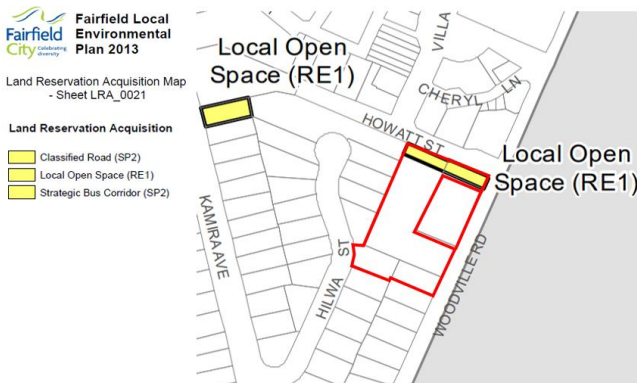 Fairfield
City Celebrating
diversity
Fairfield Local
Environmental
Plan 2013
Land Reservation Acquisition Map
- Sheet LRA_0021
Land Reservation Acquisition
Classified Road (SP2)
Local Open Space (RE1)
Strategic Bus Corridor (SP2)
Local Open
Space (RE1)
VILLA
CHERYL LN
HOWATT ST
Local Open
Space (RE1)
KAMIRA AVE
HILWA ST
WOODVILLE RD